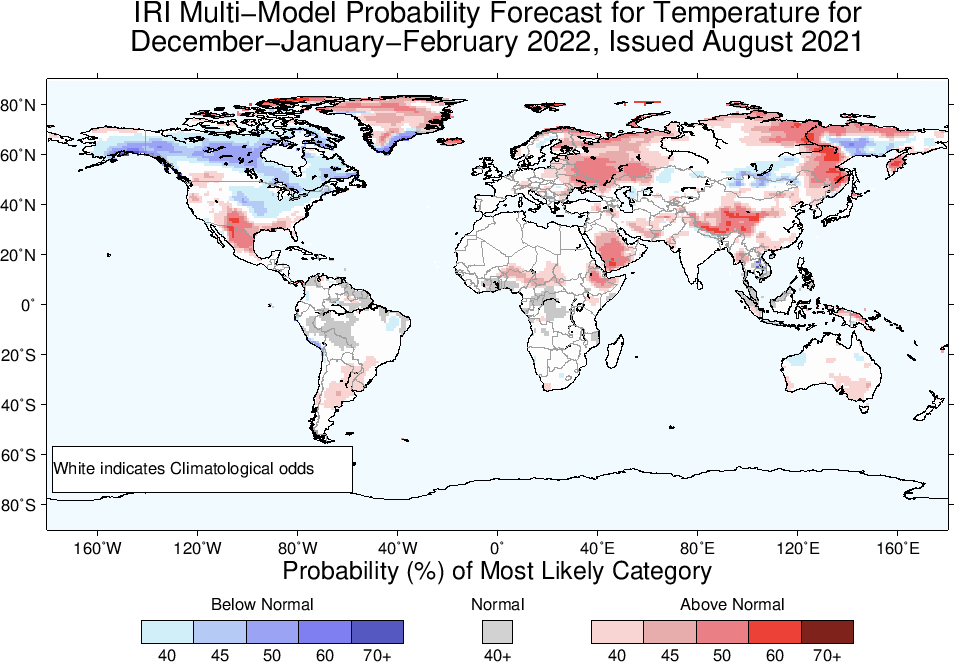 IRI Multi−Model Probability Forecast for Temperature for
December−January−February 2022, Issued August 2021
80˚N
60˚N
40˚N
20˚N
0˚
20˚S
40˚S
60˚S
80˚S
White indicates Climatological odds
160˚W 120˚W 80˚W 40˚W 0˚ 40˚E 80˚E 120˚E 160˚E
Probability (%) of Most Likely Category
Below Normal Normal Above Normal
40 45 50 60 70+ 40+ 40 45 50 60 70+